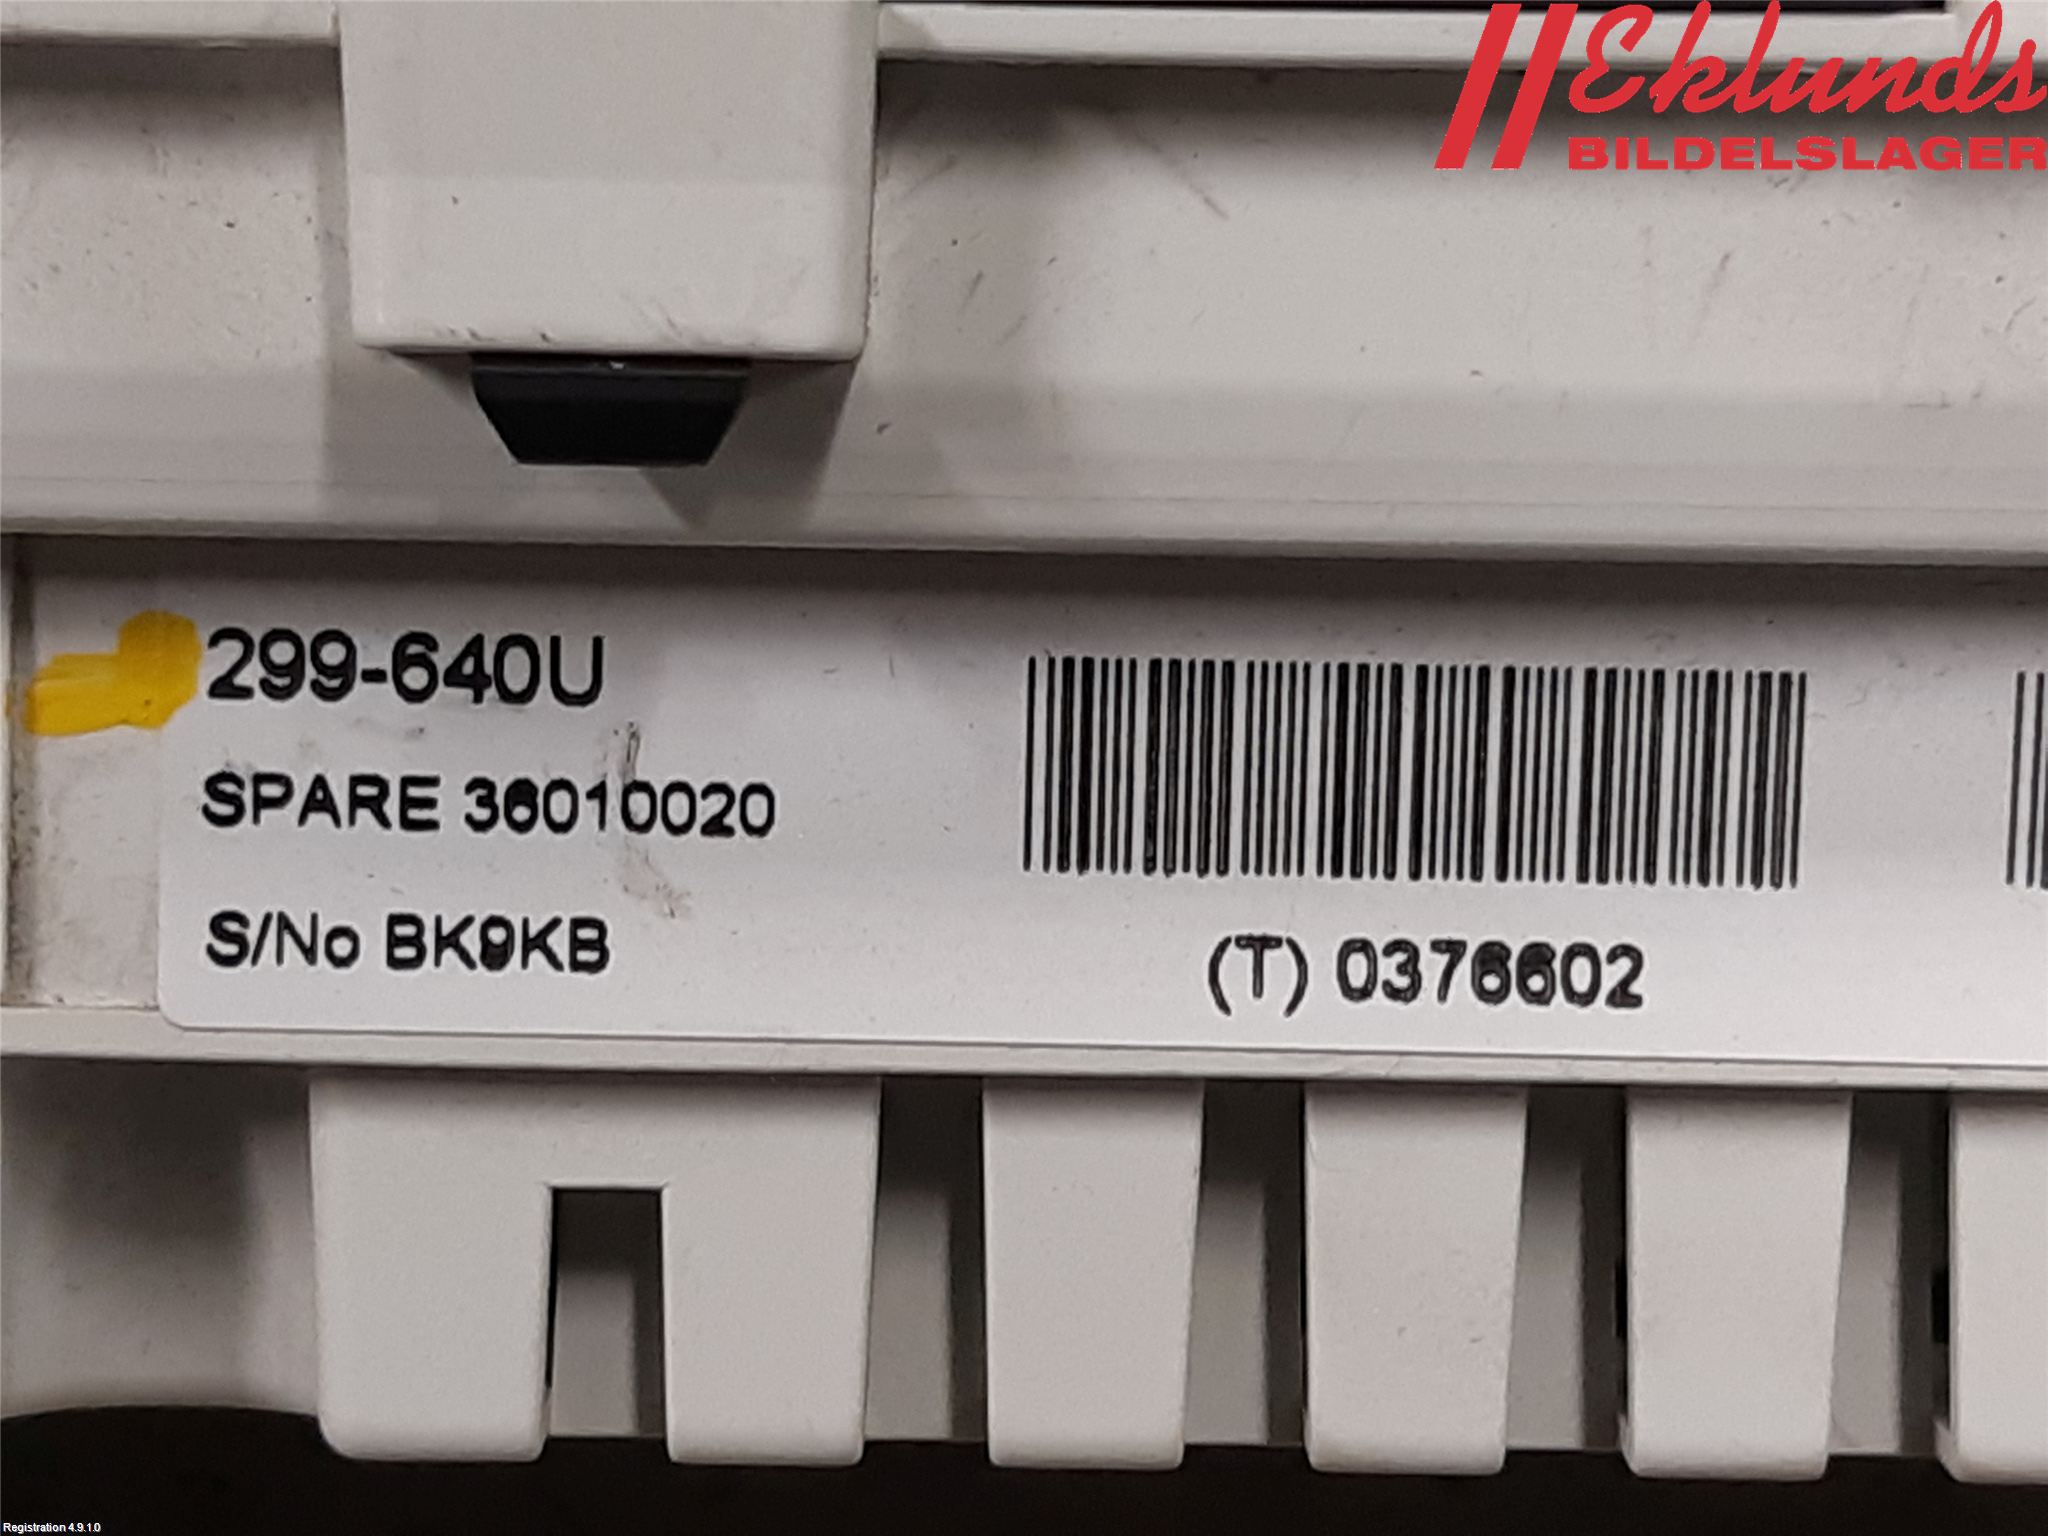 Eklunds
BILDELSLAGER
299-640U
SPARE 36010020
S/No BK9KB
(T) 0376602
Registration 4.9.1.0